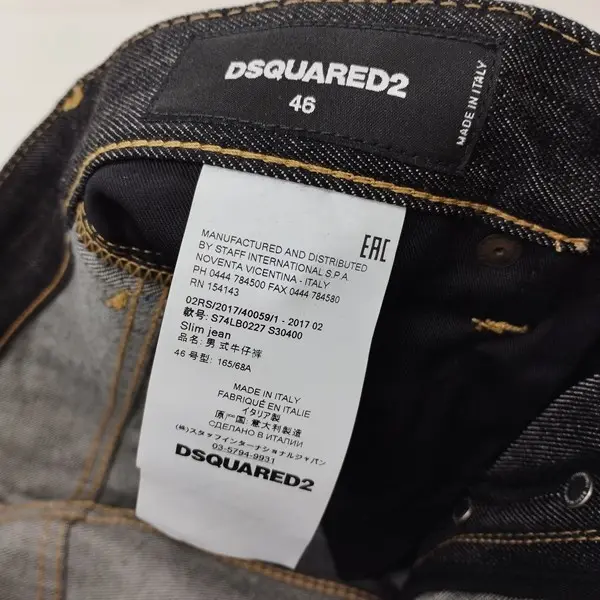 DSQUARED2
46
MADE IN ITALY
EAC
MANUFACTURED AND DISTRIBUTED
BY STAFF INTERNATIONAL S.P.A.
NOVENTA VICENTINA - ITALY
PH 0444 784500 FAX 0444 784580
RN 154143
02RS/2017/40059/1 - 2017 02
款号: S74LB0227 S30400
Slim jean
品名: 男式牛仔裤
46 号型: 165/68A
MADE IN ITALY
FABRIQUÉ EN ITALIE
イタリア製
原产国: 意大利製造
СДЕЛАНО В ИТАЛИИ
(株)スタッフインターナショナルジャパン
03-5794-9931
DSQUARED2